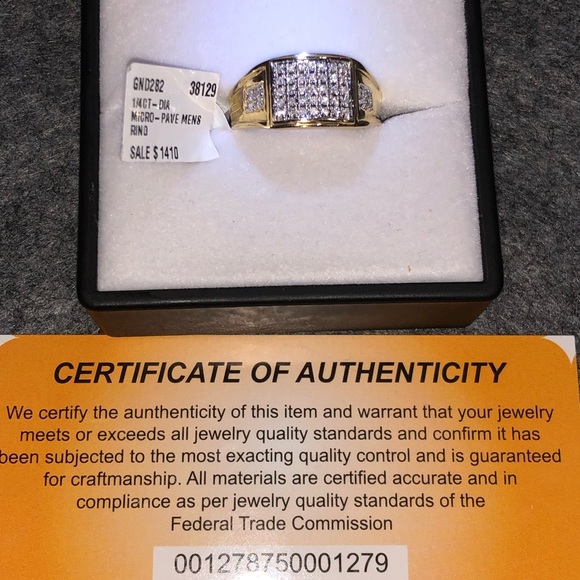 GND282 38129
1/4CT-DIA
MICRO-PAVE MENS
RING
SALE $1410
CERTIFICATE OF AUTHENTICITY
We certify the aunthenticity of this item and warrant that your jewelry
meets or exceeds all jewelry quality standards and confirm it has
been subjected to the most exacting quality control and is guaranteed
for craftmanship. All materials are certified accurate and in
compliance as per jewelry quality standards of the
Federal Trade Commission
001278750001279